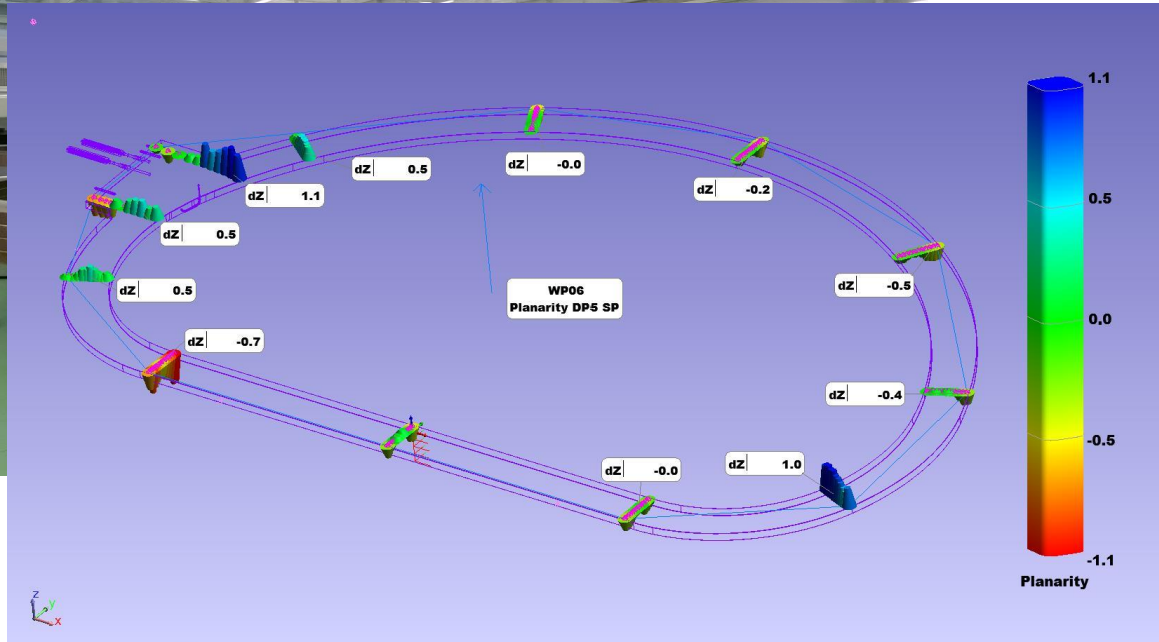 1.1
dZ 0.5
dZ -0.0
dZ -0.2
dZ 1.1
0.5
dZ 0.5
dZ 0.5
WP06
Planarity DP5 SP
dZ -0.5
0.0
dZ -0.7
dZ -0.4
-0.5
dZ -0.0
dZ 1.0
-1.1
Planarity
Z
Y
X